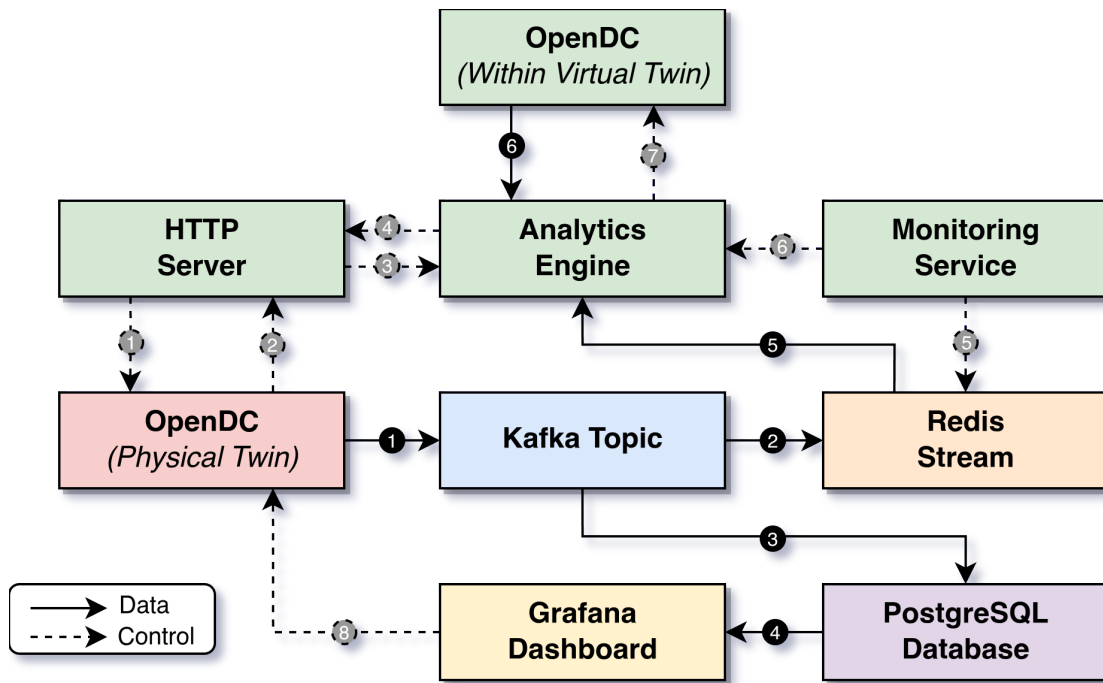 OpenDC
(Within Virtual Twin)
6
7
HTTP
Server
4
3
Analytics
Engine
6
Monitoring
Service
1
2
5
5
OpenDC
(Physical Twin)
1
Kafka Topic
2
Redis
Stream
3
Data
Control
8
Grafana
Dashboard
4
PostgreSQL
Database